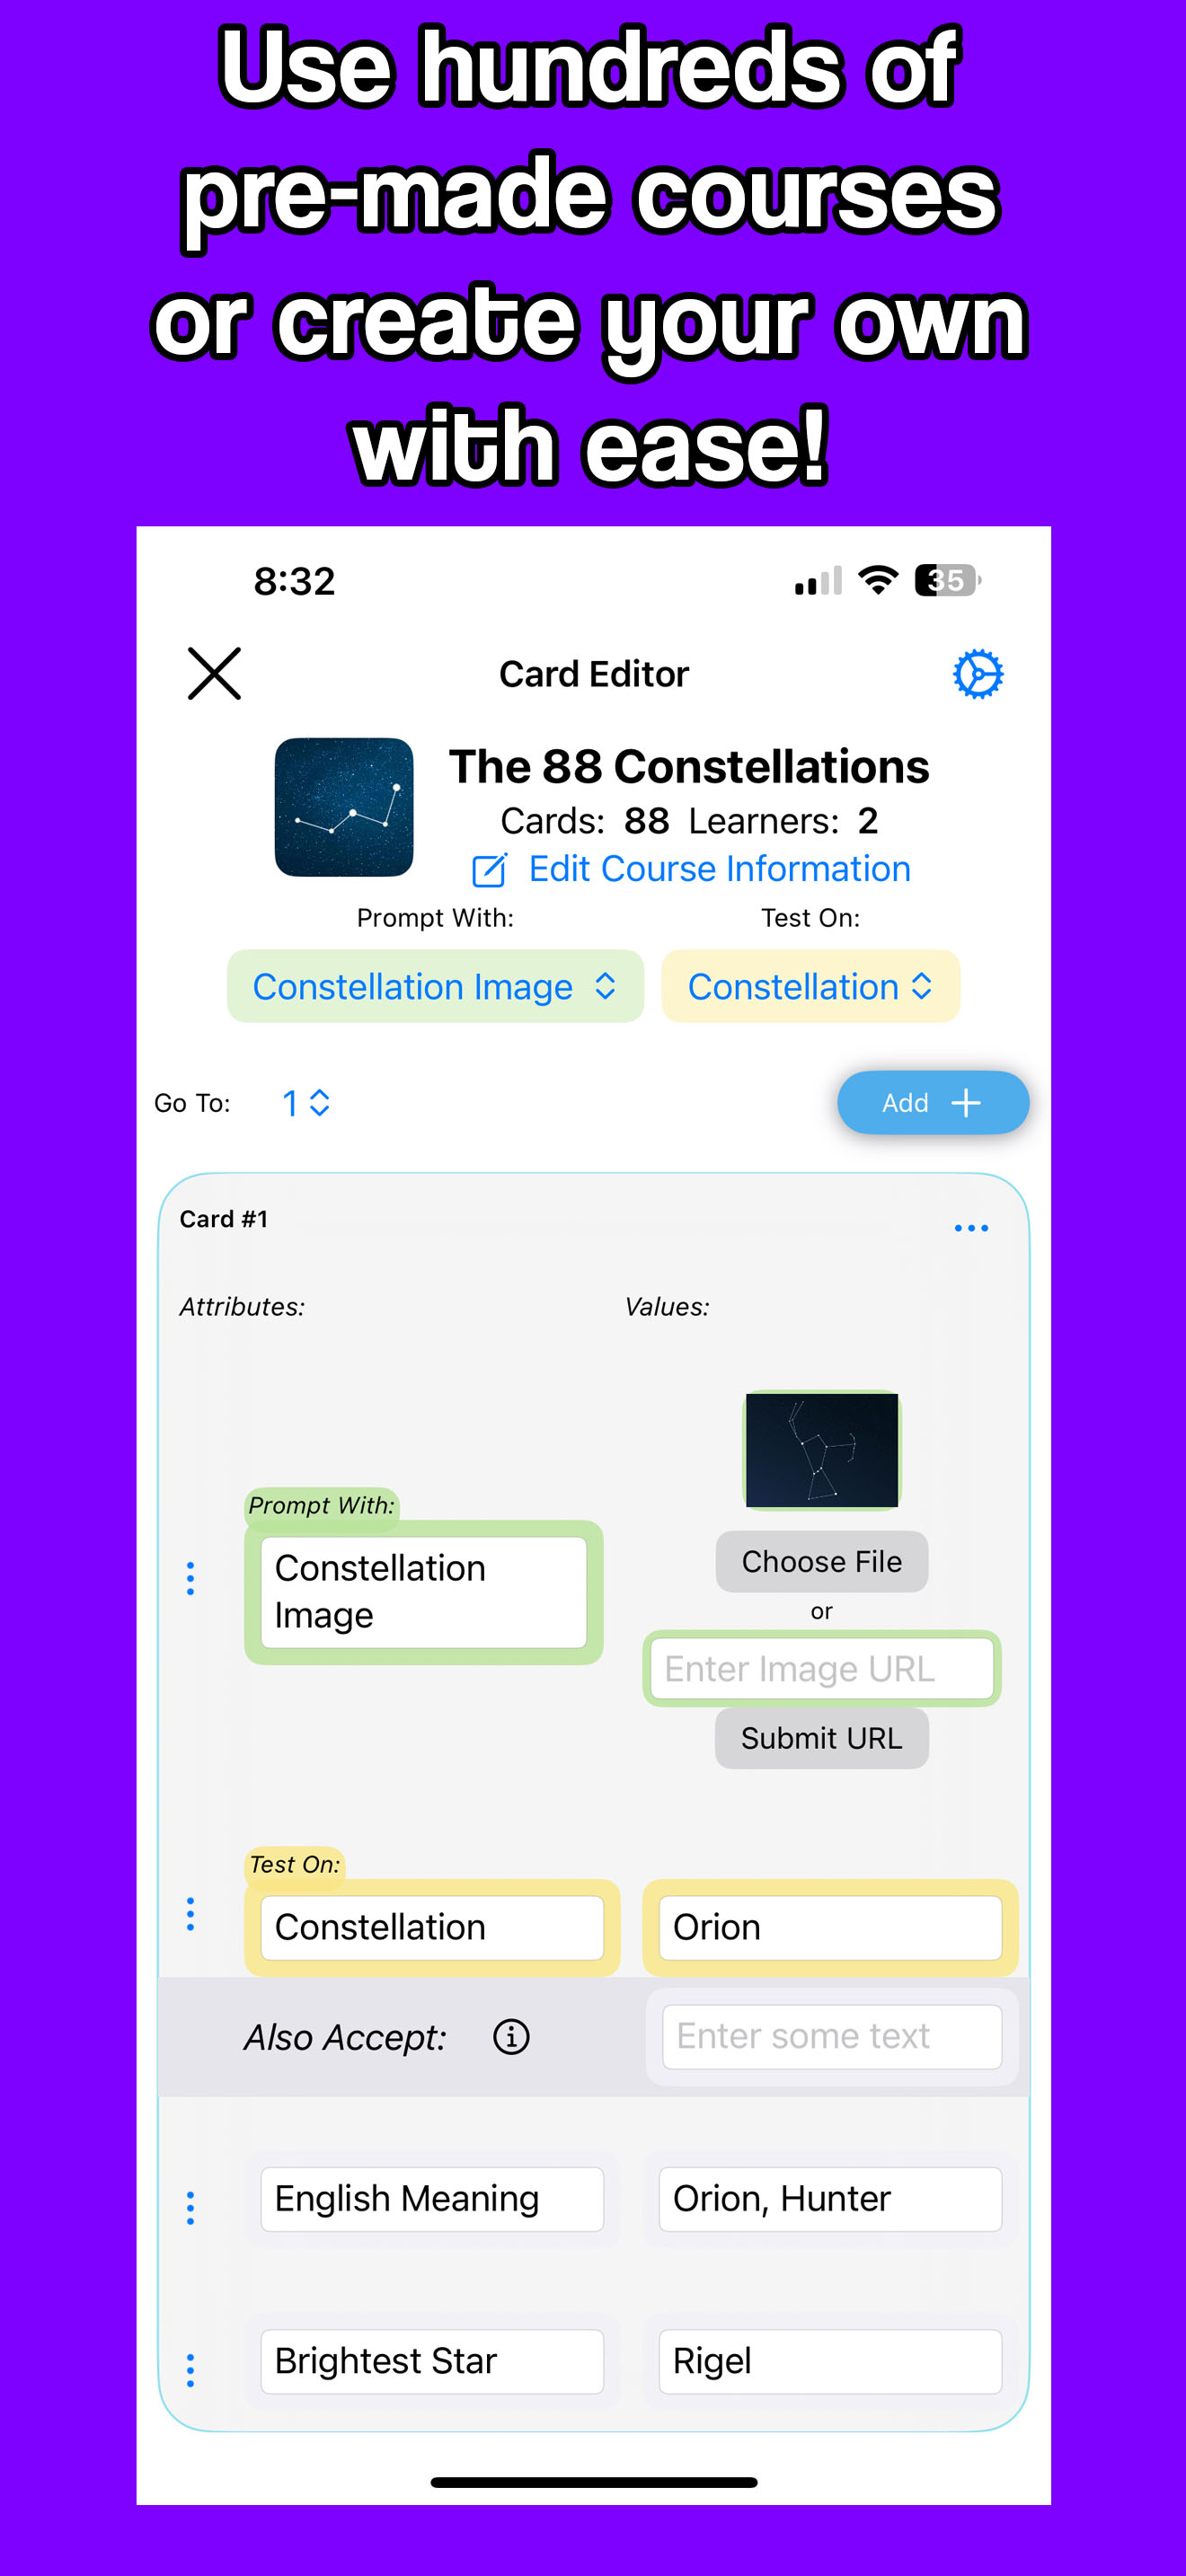 Use hundreds of
pre-made courses
or create your own
with ease!
8:32
35
Card Editor
The 88 Constellations
Cards: 88 Learners: 2
Edit Course Information
Prompt With:
Test On:
Constellation Image
Constellation
Go To: 1
Add +
Card #1
Attributes:
Values:
Prompt With:
Constellation
Image
Choose File
or
Enter Image URL
Submit URL
Test On:
Constellation
Orion
Also Accept:
Enter some text
English Meaning
Orion, Hunter
Brightest Star
Rigel